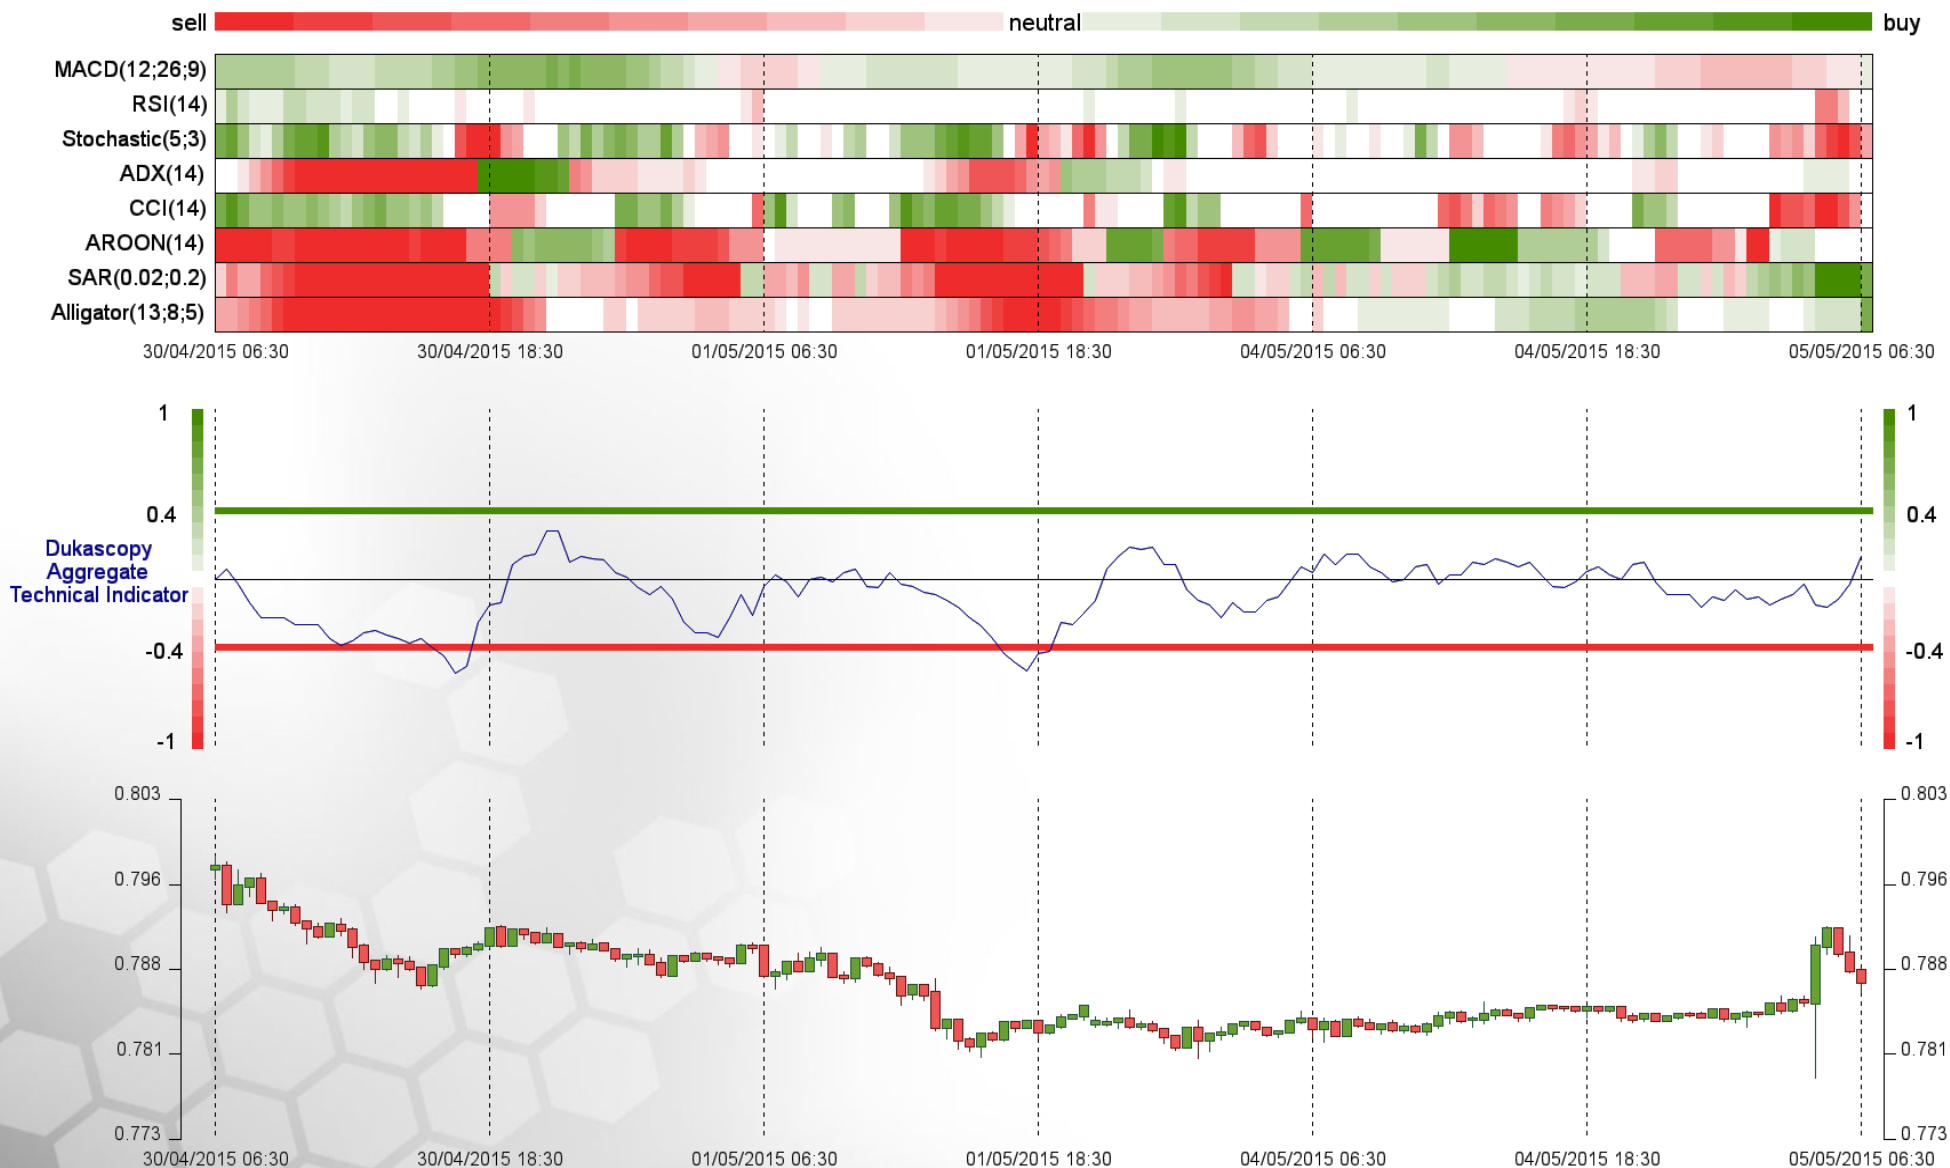 sell neutral buy
MACD(12;26;9)
RSI(14)
Stochastic(5;3)
ADX(14)
CCI(14)
AROON(14)
SAR(0.02;0.2)
Alligator(13;8;5)
30/04/2015 06:30 30/04/2015 18:30 01/05/2015 06:30 01/05/2015 18:30 04/05/2015 06:30 04/05/2015 18:30 05/05/2015 06:30
1 1
0.4 0.4
Dukascopy
Aggregate
Technical Indicator
-0.4 -0.4
-1 -1
0.803 0.803
0.796 0.796
0.788 0.788
0.781 0.781
0.773 0.773
30/04/2015 06:30 30/04/2015 18:30 01/05/2015 06:30 01/05/2015 18:30 04/05/2015 06:30 04/05/2015 18:30 05/05/2015 06:30